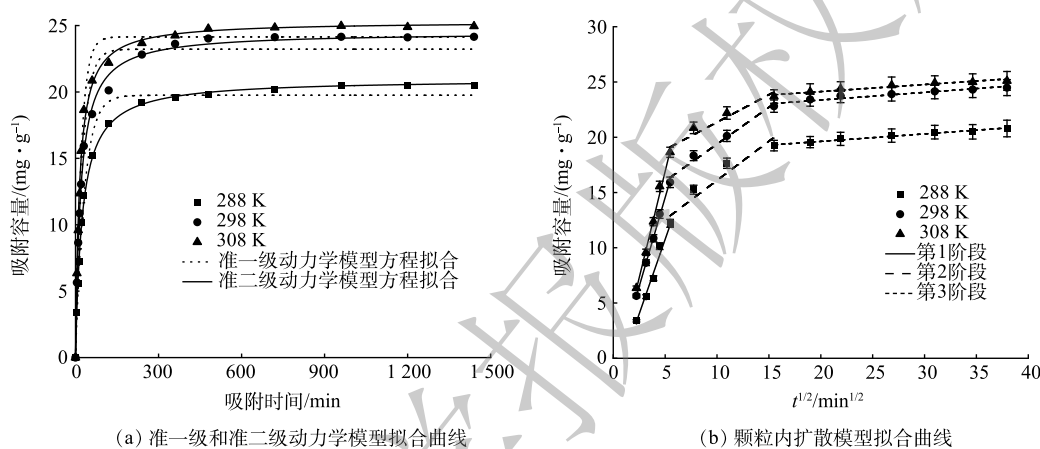 25
20
15
10
5
0
吸附容量/(mg·g⁻¹)
288 K
298 K
308 K
准一级动力学模型方程拟合
准二级动力学模型方程拟合
0 300 600 900 1 200 1 500
吸附时间/min
(a) 准一级和准二级动力学模型拟合曲线
30
25
20
15
10
5
0
吸附容量/(mg·g⁻¹)
288 K
298 K
308 K
第1阶段
第2阶段
第3阶段
0 5 10 15 20 25 30 35 40
t^{1/2}/min^{1/2}
(b) 颗粒内扩散模型拟合曲线
报版权